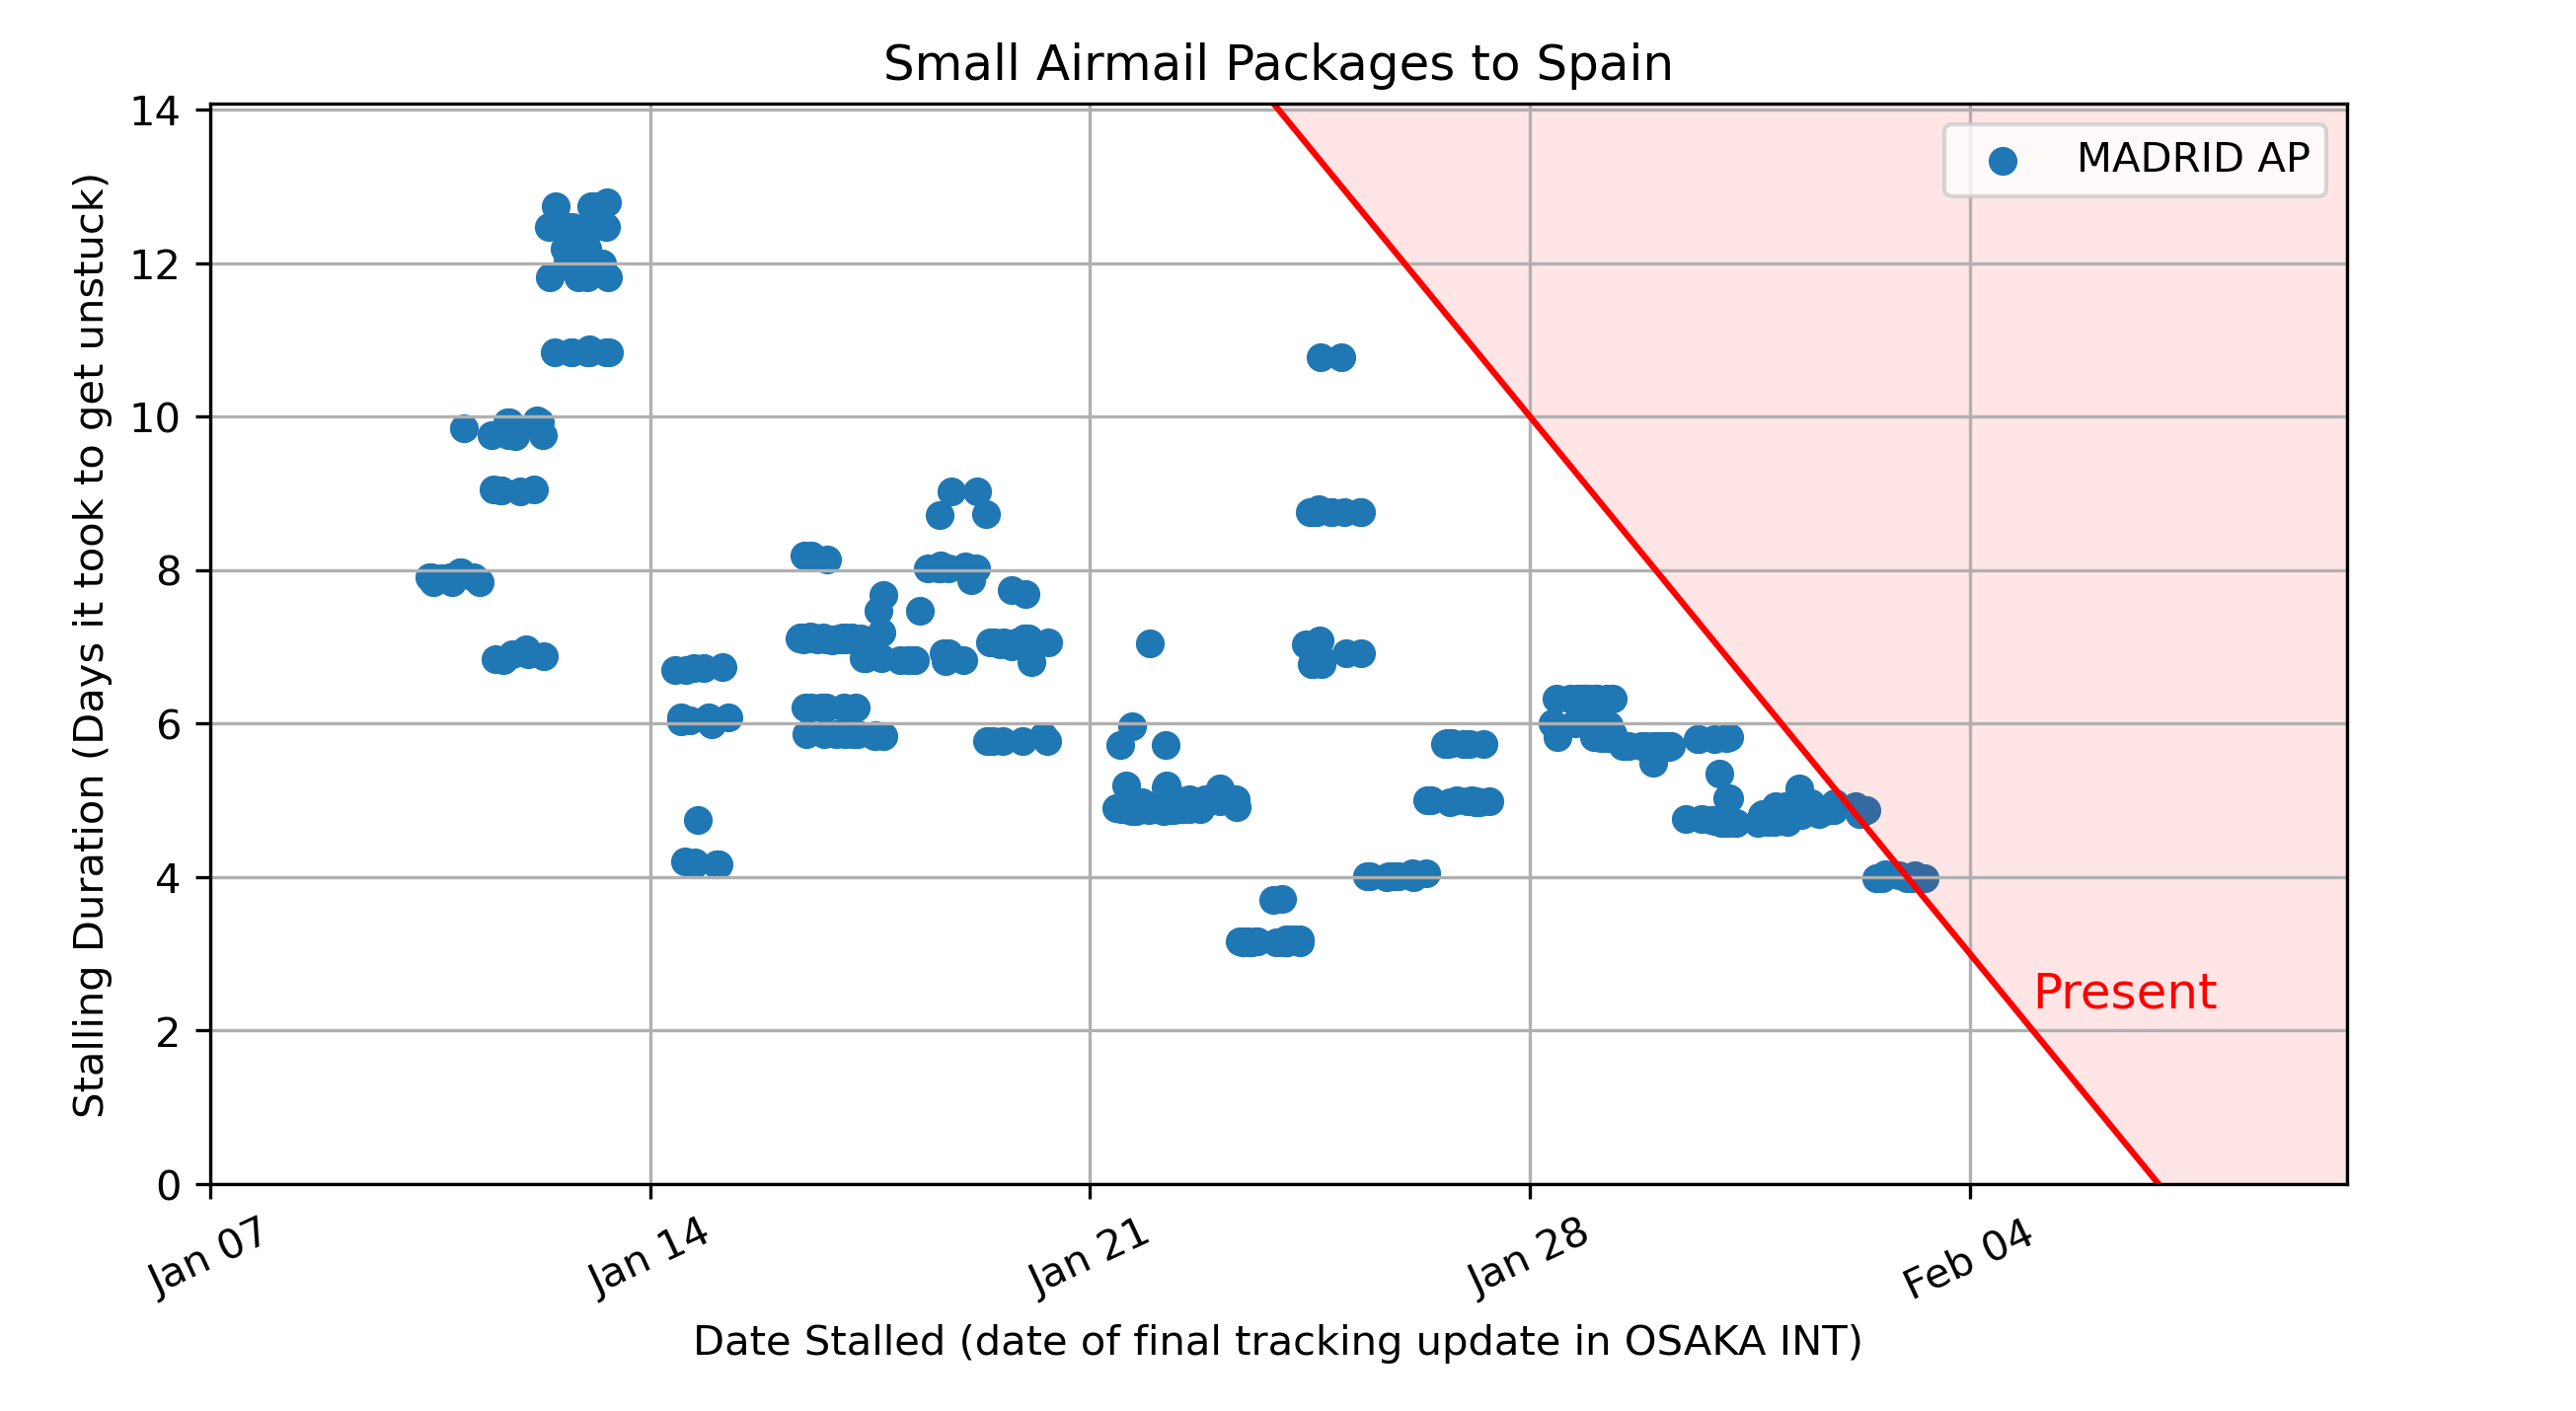 Small Airmail Packages to Spain
Stalling Duration (Days it took to get unstuck)
14
12
10
8
6
4
2
0
MADRID AP
Present
Jan 07
Jan 14
Jan 21
Jan 28
Feb 04
Date Stalled (date of final tracking update in OSAKA INT)